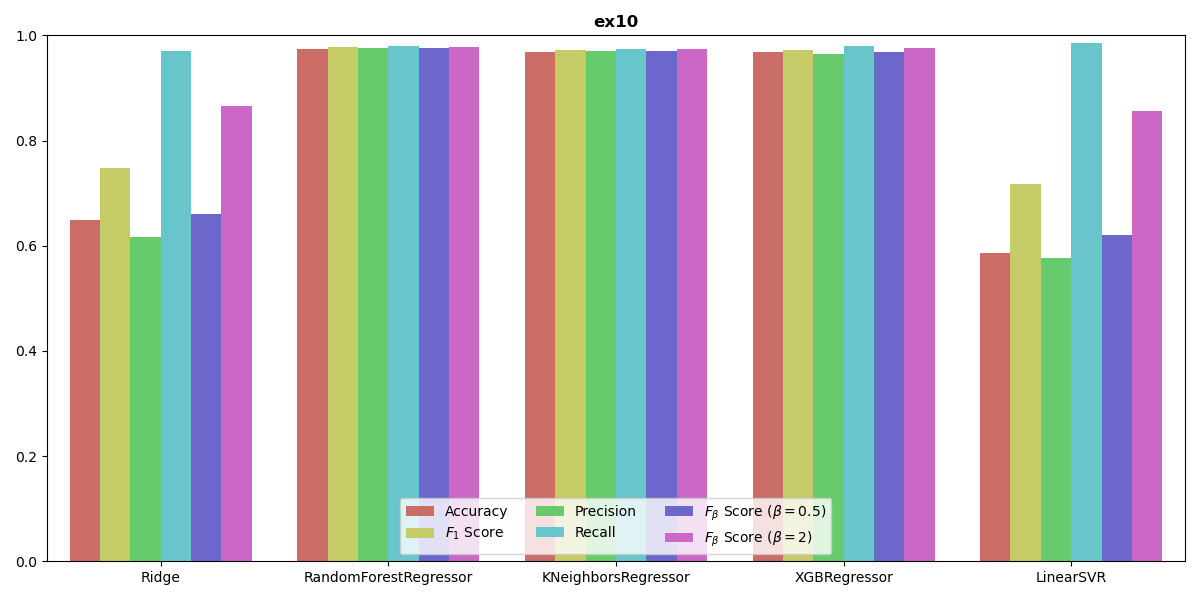 ex10
1.0
0.8
0.6
0.4
0.2
0.0
Accuracy
F₁ Score
Precision
Recall
Fᵦ Score (β = 0.5)
Fᵦ Score (β = 2)
Ridge RandomForestRegressor KNeighborsRegressor XGBRegressor LinearSVR